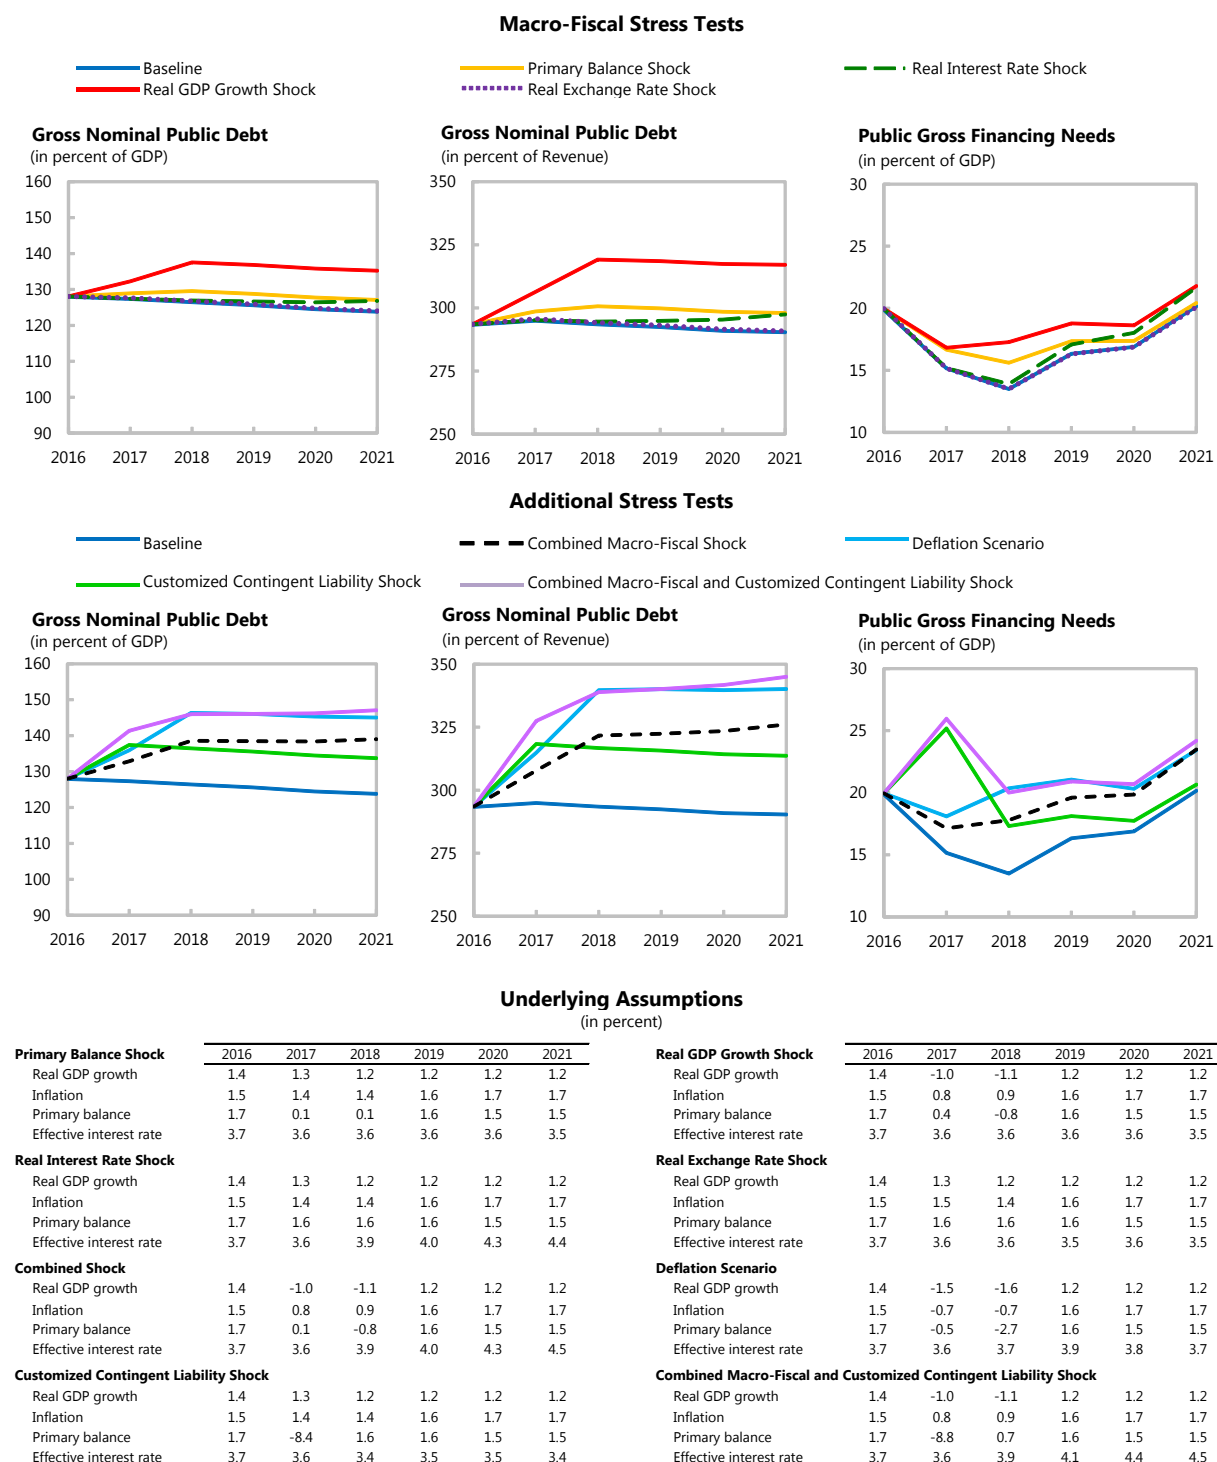 Macro-Fiscal Stress Tests
Baseline Primary Balance Shock Real Interest Rate Shock
Real GDP Growth Shock Real Exchange Rate Shock
Gross Nominal Public Debt
(in percent of GDP)
160
150
140
130
120
110
100
90
2016 2017 2018 2019 2020 2021
Gross Nominal Public Debt
(in percent of Revenue)
350
325
300
275
250
2016 2017 2018 2019 2020 2021
Public Gross Financing Needs
(in percent of GDP)
30
25
20
15
10
2016 2017 2018 2019 2020 2021
Additional Stress Tests
Baseline Combined Macro-Fiscal Shock Deflation Scenario
Customized Contingent Liability Shock Combined Macro-Fiscal and Customized Contingent Liability Shock
Gross Nominal Public Debt
(in percent of GDP)
160
150
140
130
120
110
100
90
2016 2017 2018 2019 2020 2021
Gross Nominal Public Debt
(in percent of Revenue)
350
325
300
275
250
2016 2017 2018 2019 2020 2021
Public Gross Financing Needs
(in percent of GDP)
30
25
20
15
10
2016 2017 2018 2019 2020 2021
Underlying Assumptions
(in percent)
Primary Balance Shock 2016 2017 2018 2019 2020 2021
Real GDP growth 1.4 1.3 1.2 1.2 1.2 1.2
Inflation 1.5 1.4 1.4 1.6 1.7 1.7
Primary balance 1.7 0.1 0.1 1.6 1.5 1.5
Effective interest rate 3.7 3.6 3.6 3.6 3.6 3.5
Real Interest Rate Shock
Real GDP growth 1.4 1.3 1.2 1.2 1.2 1.2
Inflation 1.5 1.4 1.4 1.6 1.7 1.7
Primary balance 1.7 1.6 1.6 1.6 1.5 1.5
Effective interest rate 3.7 3.6 3.9 4.0 4.3 4.4
Combined Shock
Real GDP growth 1.4 -1.0 -1.1 1.2 1.2 1.2
Inflation 1.5 0.8 0.9 1.6 1.7 1.7
Primary balance 1.7 0.1 -0.8 1.6 1.5 1.5
Effective interest rate 3.7 3.6 3.9 4.0 4.3 4.5
Customized Contingent Liability Shock
Real GDP growth 1.4 1.3 1.2 1.2 1.2 1.2
Inflation 1.5 1.4 1.4 1.6 1.7 1.7
Primary balance 1.7 -8.4 1.6 1.6 1.5 1.5
Effective interest rate 3.7 3.6 3.4 3.5 3.5 3.4
Real GDP Growth Shock 2016 2017 2018 2019 2020 2021
Real GDP growth 1.4 -1.0 -1.1 1.2 1.2 1.2
Inflation 1.5 0.8 0.9 1.6 1.7 1.7
Primary balance 1.7 0.4 -0.8 1.6 1.5 1.5
Effective interest rate 3.7 3.6 3.6 3.6 3.6 3.5
Real Exchange Rate Shock
Real GDP growth 1.4 1.3 1.2 1.2 1.2 1.2
Inflation 1.5 1.5 1.4 1.6 1.7 1.7
Primary balance 1.7 1.6 1.6 1.6 1.5 1.5
Effective interest rate 3.7 3.6 3.6 3.5 3.6 3.5
Deflation Scenario
Real GDP growth 1.4 -1.5 -1.6 1.2 1.2 1.2
Inflation 1.5 -0.7 -0.7 1.6 1.7 1.7
Primary balance 1.7 -0.5 -2.7 1.6 1.5 1.5
Effective interest rate 3.7 3.6 3.7 3.9 3.8 3.7
Combined Macro-Fiscal and Customized Contingent Liability Shock
Real GDP growth 1.4 -1.0 -1.1 1.2 1.2 1.2
Inflation 1.5 0.8 0.9 1.6 1.7 1.7
Primary balance 1.7 -8.8 0.7 1.6 1.5 1.5
Effective interest rate 3.7 3.6 3.9 4.1 4.4 4.5